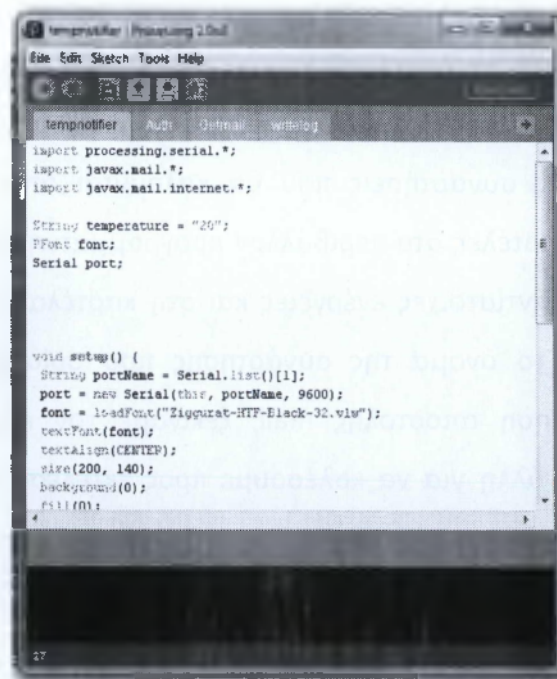 tempnotifier | Processing 2.0b8
File Edit Sketch Tools Help
tempnotifier Auth Getmail writelog
import processing.serial.*;
import javax.mail.*;
import javax.mail.internet.*;
String temperature = "20";
PFont font;
Serial port;
void setup() {
String portName = Serial.list()[1];
port = new Serial(this, portName, 9600);
font = loadFont("Ziggurat-HTF-Black-32.vlw");
textFont(font);
textAlign(CENTER);
size(200, 140);
background(0);
fill(0);
27